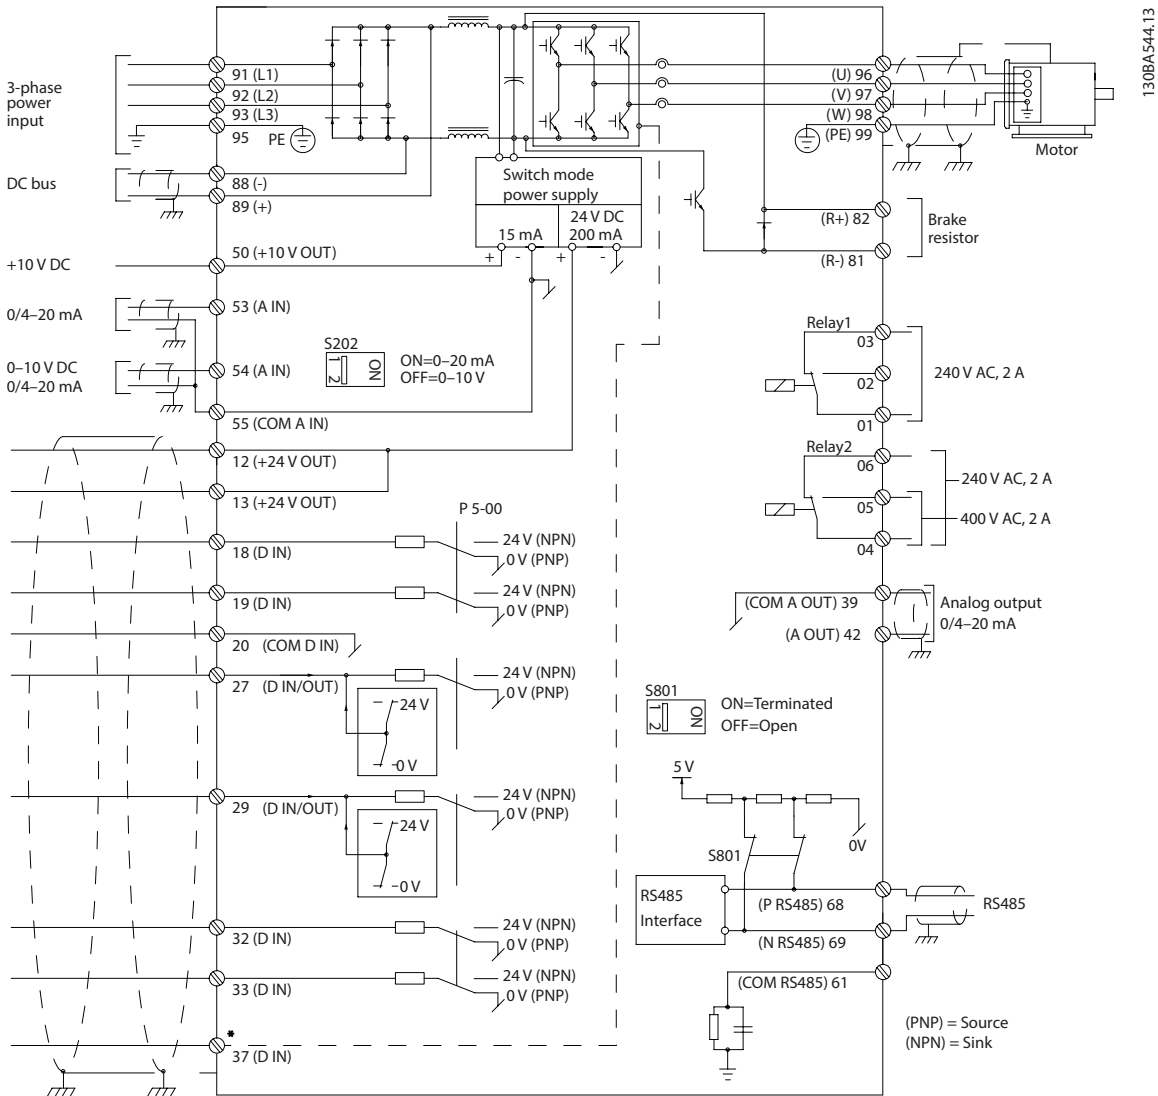 130BA544.13
3-phase
power
input
91 (L1)
92 (L2)
93 (L3)
95
PE
DC bus
88 (-)
89 (+)
+10 V DC
50 (+10 V OUT)
0/4–20 mA
53 (A IN)
0–10 V DC
0/4–20 mA
54 (A IN)
55 (COM A IN)
12 (+24 V OUT)
13 (+24 V OUT)
18 (D IN)
19 (D IN)
20 (COM D IN)
27 (D IN/OUT)
24 V
0 V
29 (D IN/OUT)
24 V
0 V
32 (D IN)
33 (D IN)
*
37 (D IN)
S202
1 2
ON
ON=0–20 mA
OFF=0–10 V
Switch mode
power supply
24 V DC
15 mA 200 mA
+ - + -
P 5-00
24 V (NPN)
0 V (PNP)
24 V (NPN)
0 V (PNP)
24 V (NPN)
0 V (PNP)
24 V (NPN)
0 V (PNP)
24 V (NPN)
0 V (PNP)
24 V (NPN)
0 V (PNP)
(U) 96
(V) 97
(W) 98
(PE) 99
Motor
(R+) 82
(R-) 81
Brake
resistor
Relay1
03
02
01
240 V AC, 2 A
Relay2
06
05
04
240 V AC, 2 A
400 V AC, 2 A
(COM A OUT) 39
(A OUT) 42
Analog output
0/4–20 mA
S801
1 2
ON
ON=Terminated
OFF=Open
5 V
S801
0V
RS485
Interface
(P RS485) 68
(N RS485) 69
RS485
(COM RS485) 61
(PNP) = Source
(NPN) = Sink